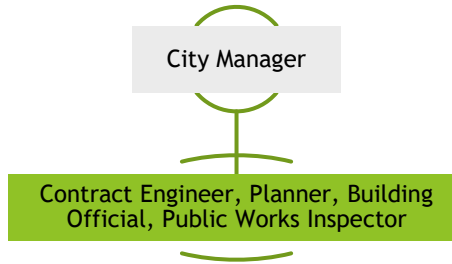 City Manager
Contract Engineer, Planner, Building
Official, Public Works Inspector